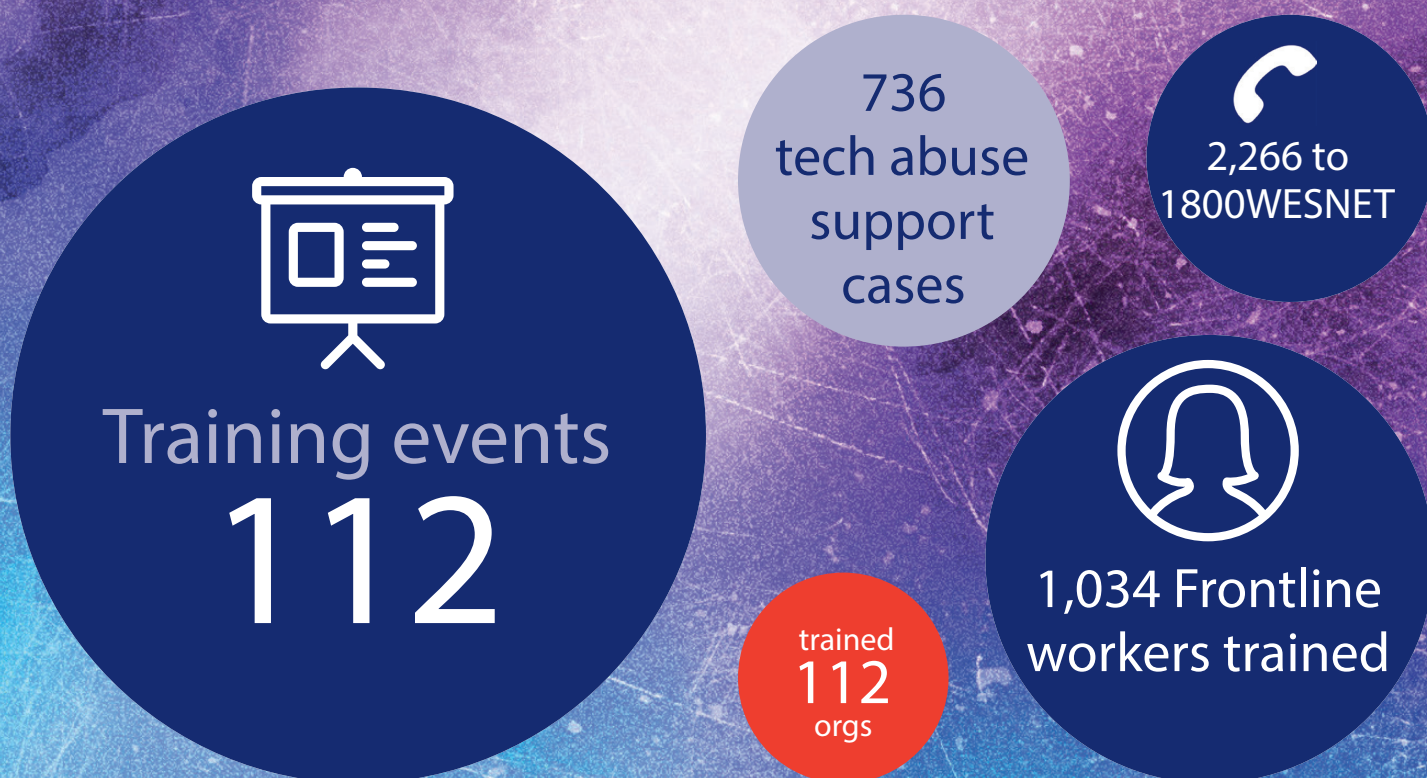 Training events
112
736
tech abuse
support
cases
2,266 to
1800WESNET
trained
112
orgs
1,034 Frontline
workers trained